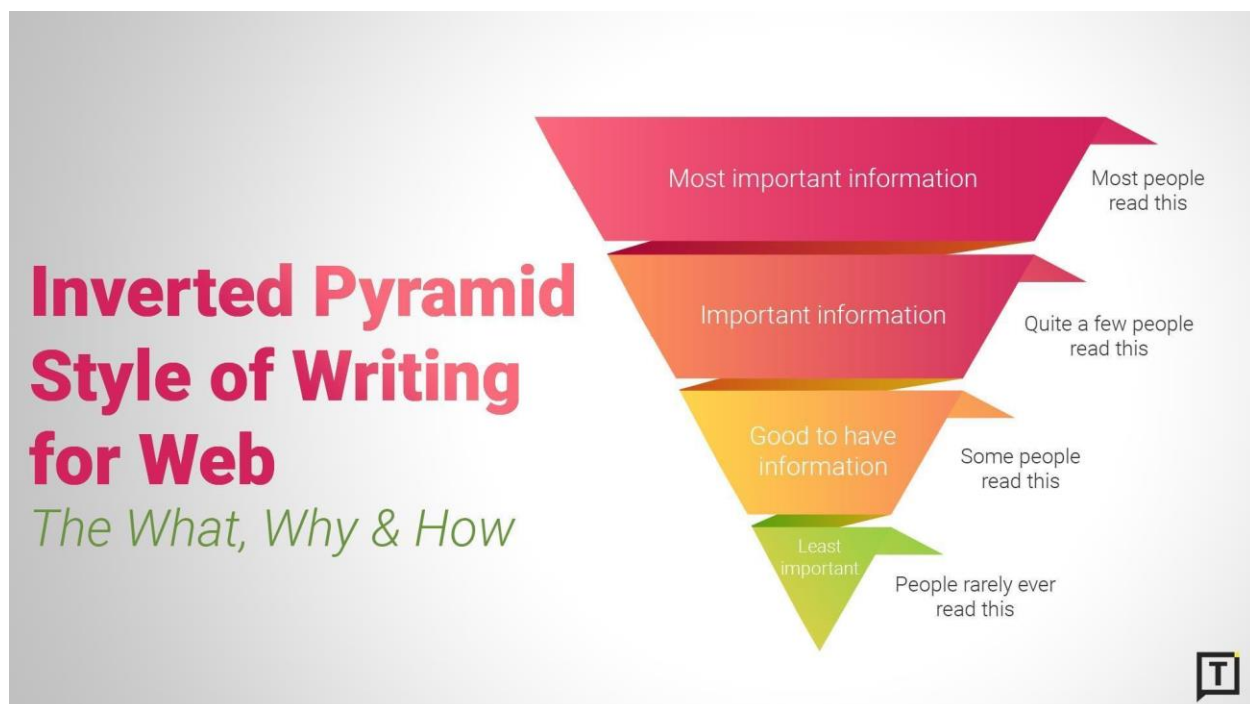 Inverted Pyramid
Style of Writing
for Web
The What, Why & How
Most important information
Most people
read this
Important information
Quite a few people
read this
Good to have
information
Some people
read this
Least
important
People rarely ever
read this
T